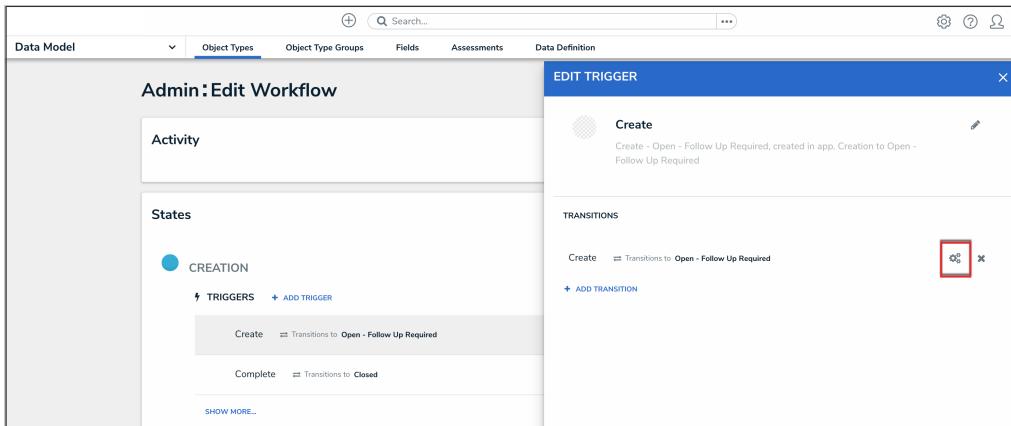 Search...
Data Model
Object Types
Object Type Groups
Fields
Assessments
Data Definition
Admin : Edit Workflow
Activity
States
CREATION
TRIGGERS + ADD TRIGGER
Create Transitions to Open - Follow Up Required
Complete Transitions to Closed
SHOW MORE...
EDIT TRIGGER
Create
Create - Open - Follow Up Required, created in app. Creation to Open -
Follow Up Required
TRANSITIONS
Create Transitions to Open - Follow Up Required
+ ADD TRANSITION